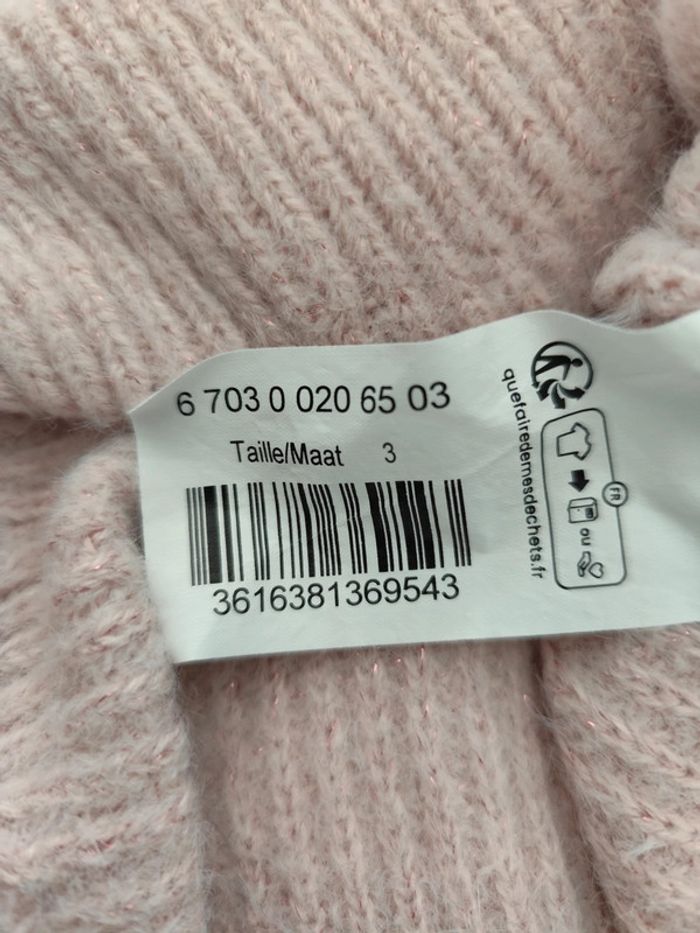 6 703 0 020 65 03
Taille/Maat 3
3616381369543
quefairedemesdechets.fr
FR
ou